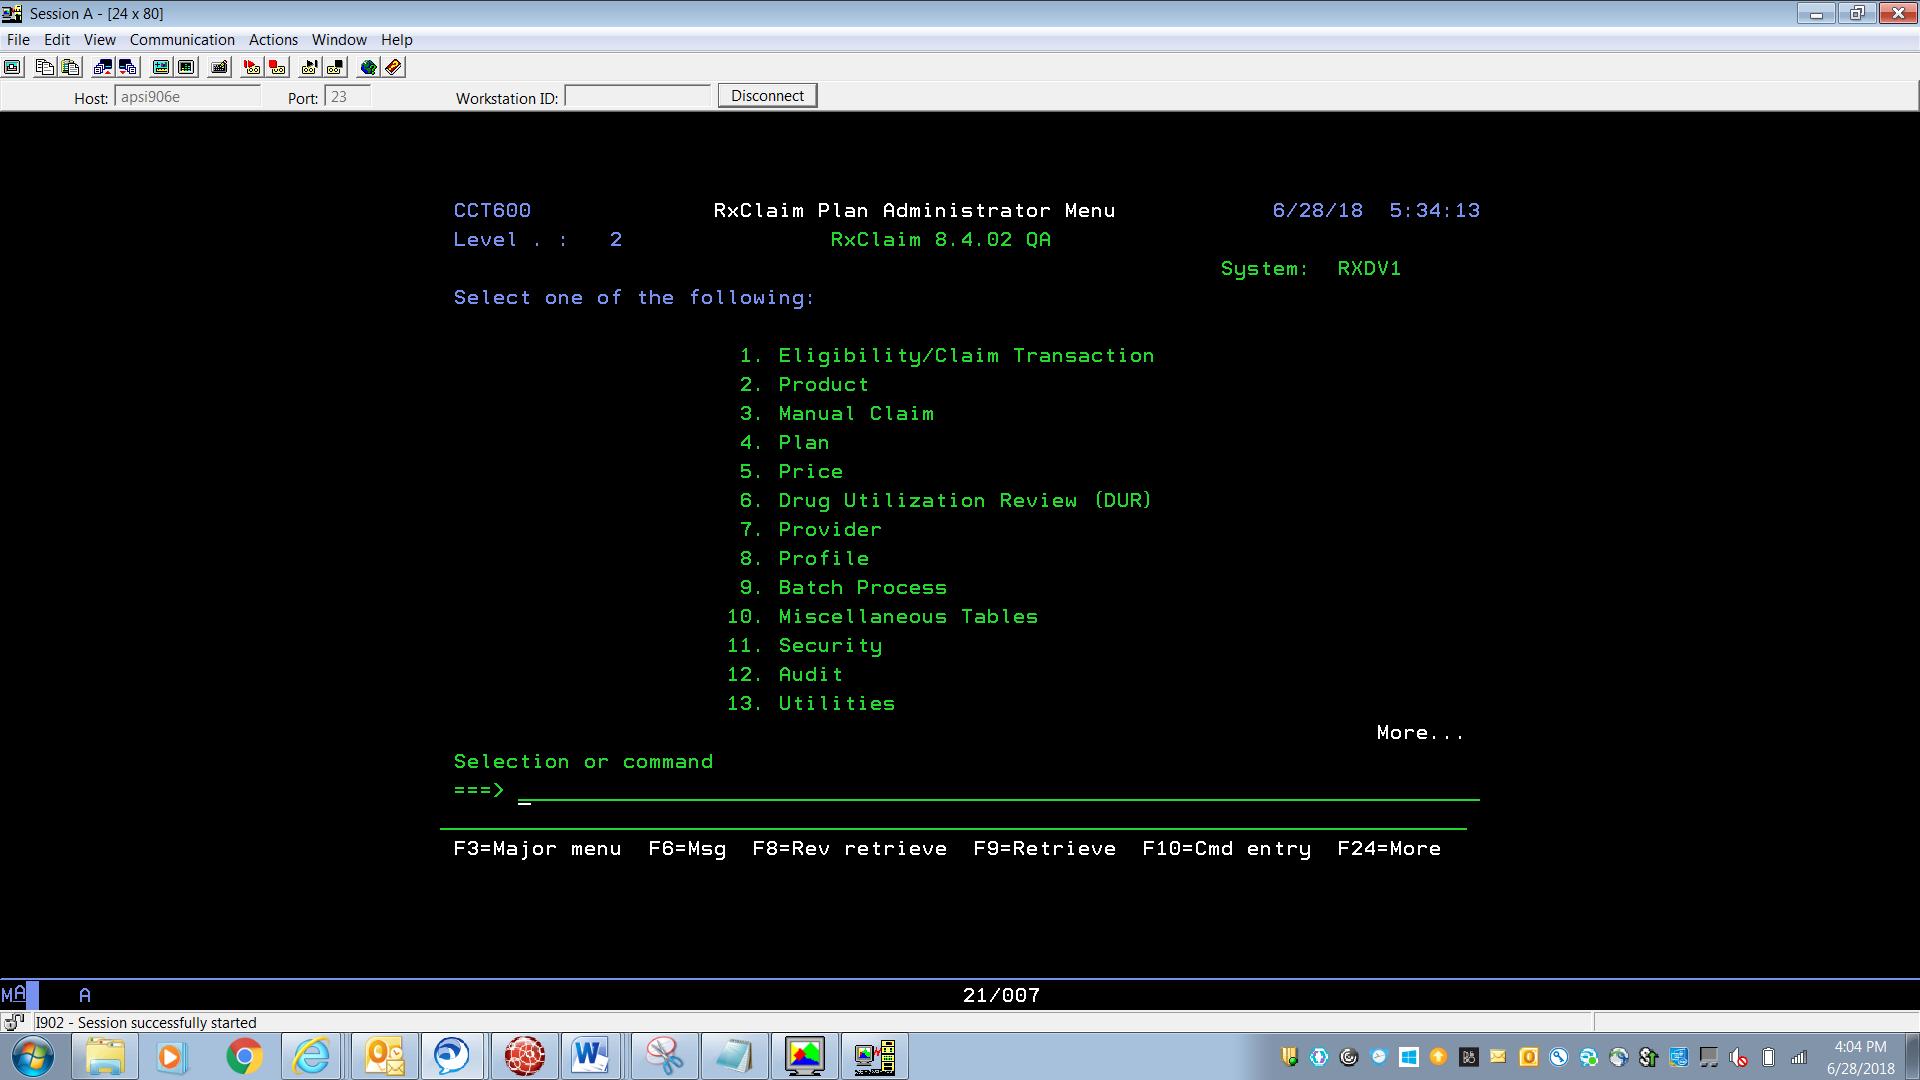 Session A - [24 x 80]
File Edit View Communication Actions Window Help
Host: apsi906e Port: 23 Workstation ID: Disconnect
CCT600 RxClaim Plan Administrator Menu 6/28/18 5:34:13
Level . : 2 RxClaim 8.4.02 QA
System: RXDV1
Select one of the following:
1. Eligibility/Claim Transaction
2. Product
3. Manual Claim
4. Plan
5. Price
6. Drug Utilization Review (DUR)
7. Provider
8. Profile
9. Batch Process
10. Miscellaneous Tables
11. Security
12. Audit
13. Utilities
More...
Selection or command
===>
F3=Major menu F6=Msg F8=Rev retrieve F9=Retrieve F10=Cmd entry F24=More
MA A 21/007
I902 - Session successfully started
4:04 PM
6/28/2018